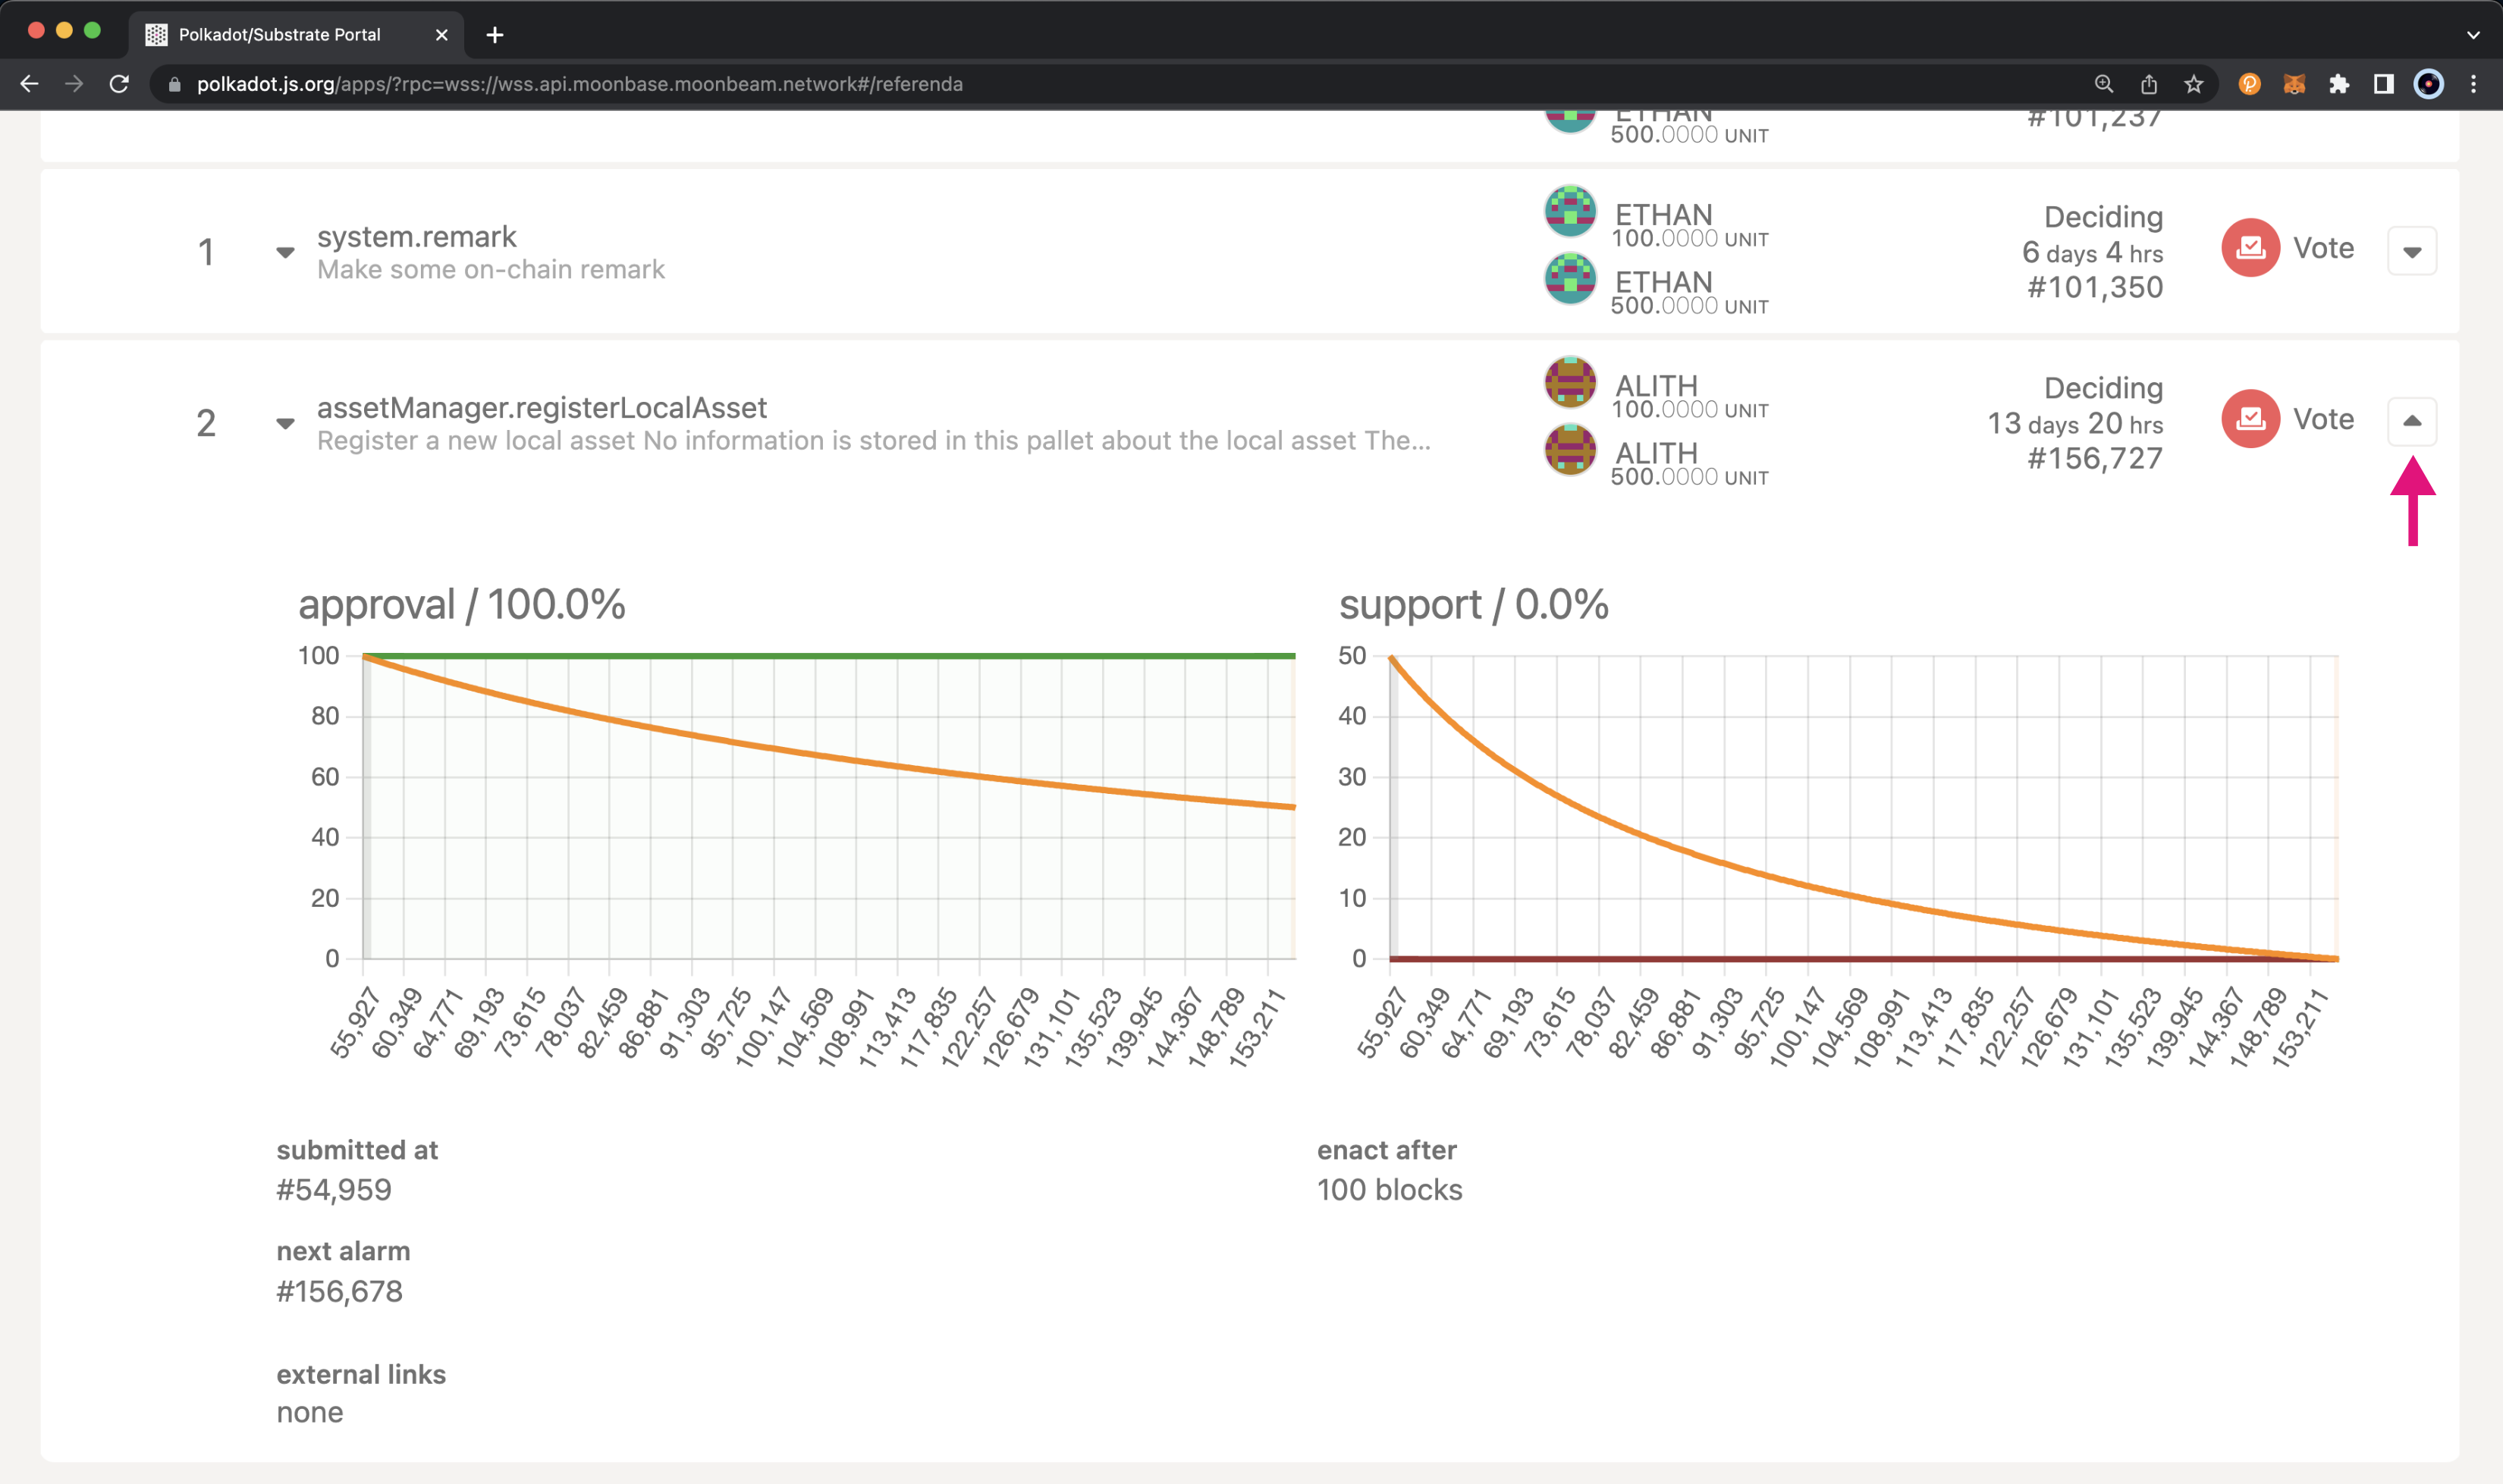 Polkadot/Substrate Portal
polkadot.js.org/apps/?rpc=wss://wss.api.moonbase.moonbeam.network#/referenda
ETHAN
500.0000 UNIT
#101,237
1
system.remark
Make some on-chain remark
ETHAN
100.0000 UNIT
ETHAN
500.0000 UNIT
Deciding
6 days 4 hrs
#101,350
Vote
2
assetManager.registerLocalAsset
Register a new local asset No information is stored in this pallet about the local asset The...
ALITH
100.0000 UNIT
ALITH
500.0000 UNIT
Deciding
13 days 20 hrs
#156,727
Vote
approval / 100.0%
100
80
60
40
20
0
55,927
60,349
64,771
69,193
73,615
78,037
82,459
86,881
91,303
95,725
100,147
104,569
108,991
113,413
117,835
122,257
126,679
131,101
135,523
139,945
144,367
148,789
153,211
support / 0.0%
50
40
30
20
10
0
55,927
60,349
64,771
69,193
73,615
78,037
82,459
86,881
91,303
95,725
100,147
104,569
108,991
113,413
117,835
122,257
126,679
131,101
135,523
139,945
144,367
148,789
153,211
submitted at
#54,959
enact after
100 blocks
next alarm
#156,678
external links
none